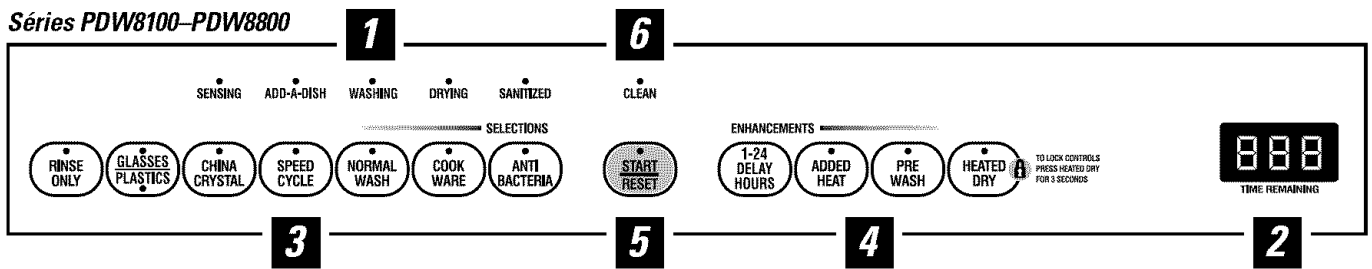 Séries PDW8100–PDW8800
1 6
SENSING ADD-A-DISH WASHING DRYING SANITIZED CLEAN
SELECTIONS ENHANCEMENTS
RINSE ONLY
GLASSES PLASTICS
CHINA CRYSTAL
SPEED CYCLE
NORMAL WASH
COOK WARE
ANTI BACTERIA
START RESET
1-24 DELAY HOURS
ADDED HEAT
PRE WASH
HEATED DRY
TO LOCK CONTROLS
PRESS HEATED DRY
FOR 3 SECONDS
888
TIME REMAINING
3 5 4 2